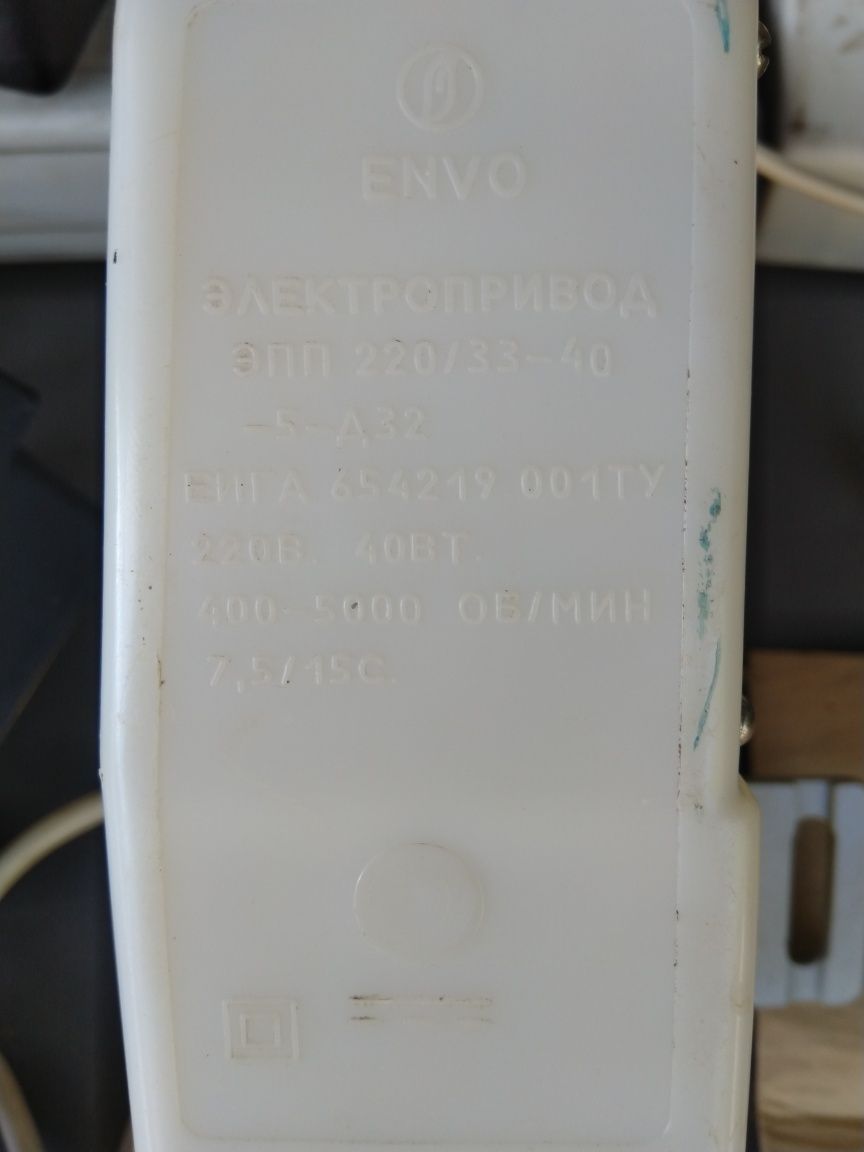 ENVO
ЭЛЕКТРОПРИВОД
ЭПП 220/33-40
-5-Д32
ЕИГА 654219 001ТУ
220В. 40ВТ.
400-5000 ОБ/МИН
7,5/15С.